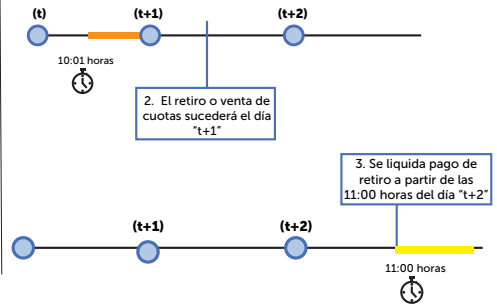 (t) (t+1) (t+2)
10:01 horas
2. El retiro o venta de
cuotas sucederá el día
"t+1"
3. Se liquida pago de
retiro a partir de las
11:00 horas del día "t+2"
(t+1) (t+2)
11:00 horas